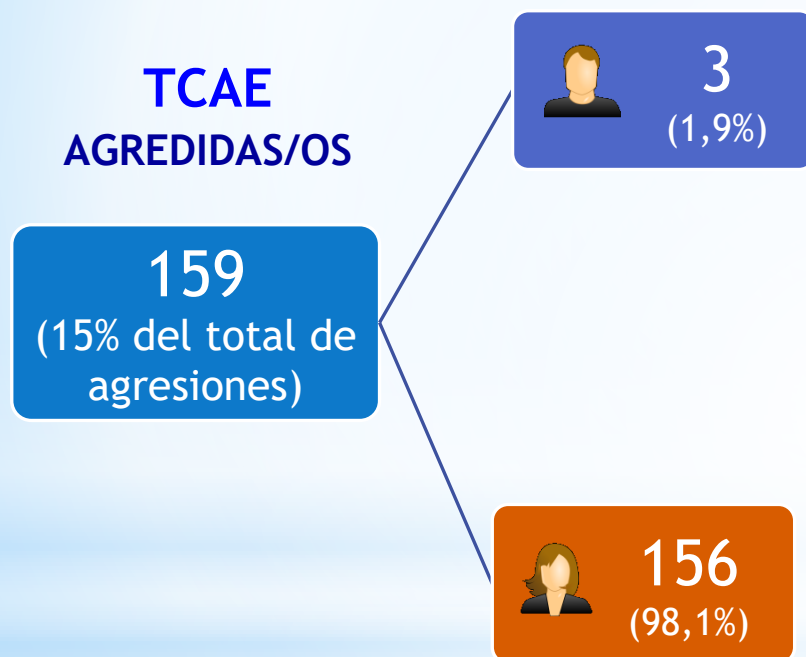 TCAE
AGREDIDAS/OS
159
(15% del total de
agresiones)
3
(1,9%)
156
(98,1%)